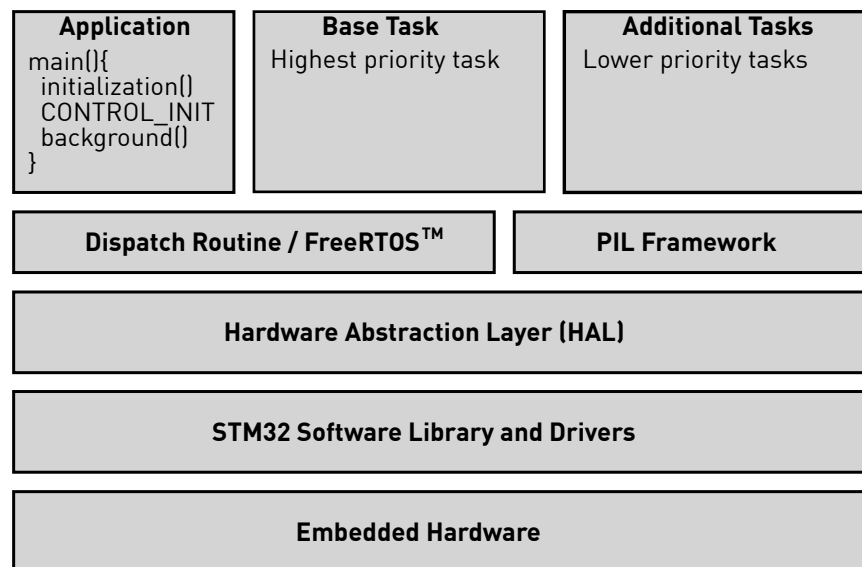 Application
main(){
initialization()
CONTROL_INIT
background()
}
Base Task
Highest priority task
Additional Tasks
Lower priority tasks
Dispatch Routine / FreeRTOS™
PIL Framework
Hardware Abstraction Layer (HAL)
STM32 Software Library and Drivers
Embedded Hardware